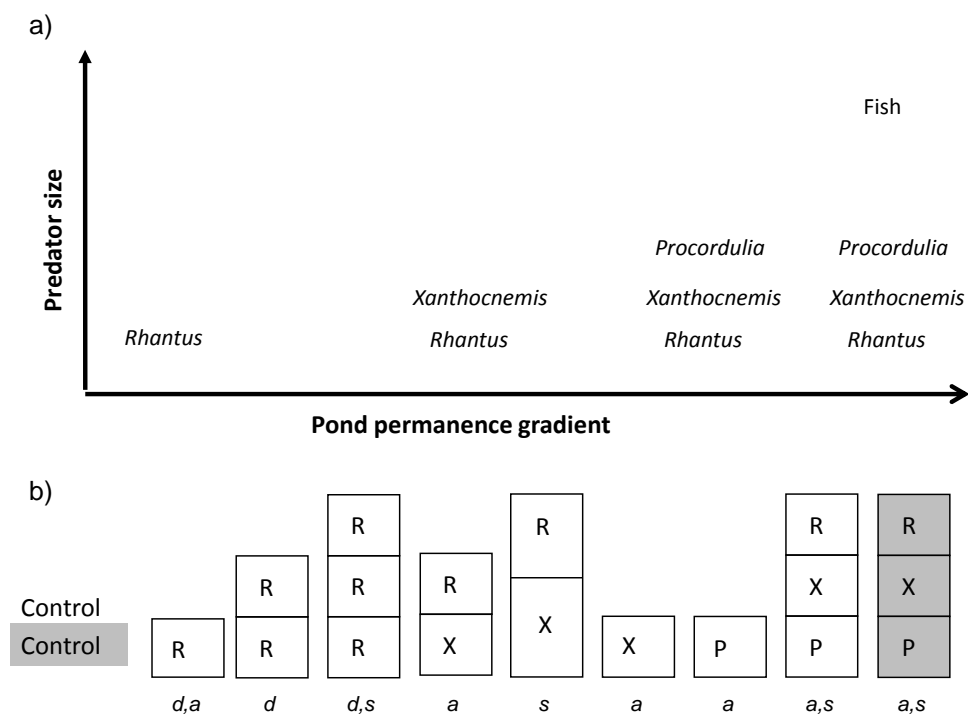 a)
Predator size
Fish
Procordulia Procordulia
Xanthocnemis Xanthocnemis Xanthocnemis
Rhantus Rhantus Rhantus Rhantus
Pond permanence gradient
b)
R R R R
R R R X X
Control
Control
R R R X X X P P P
d,a d d,s a s a a a,s a,s